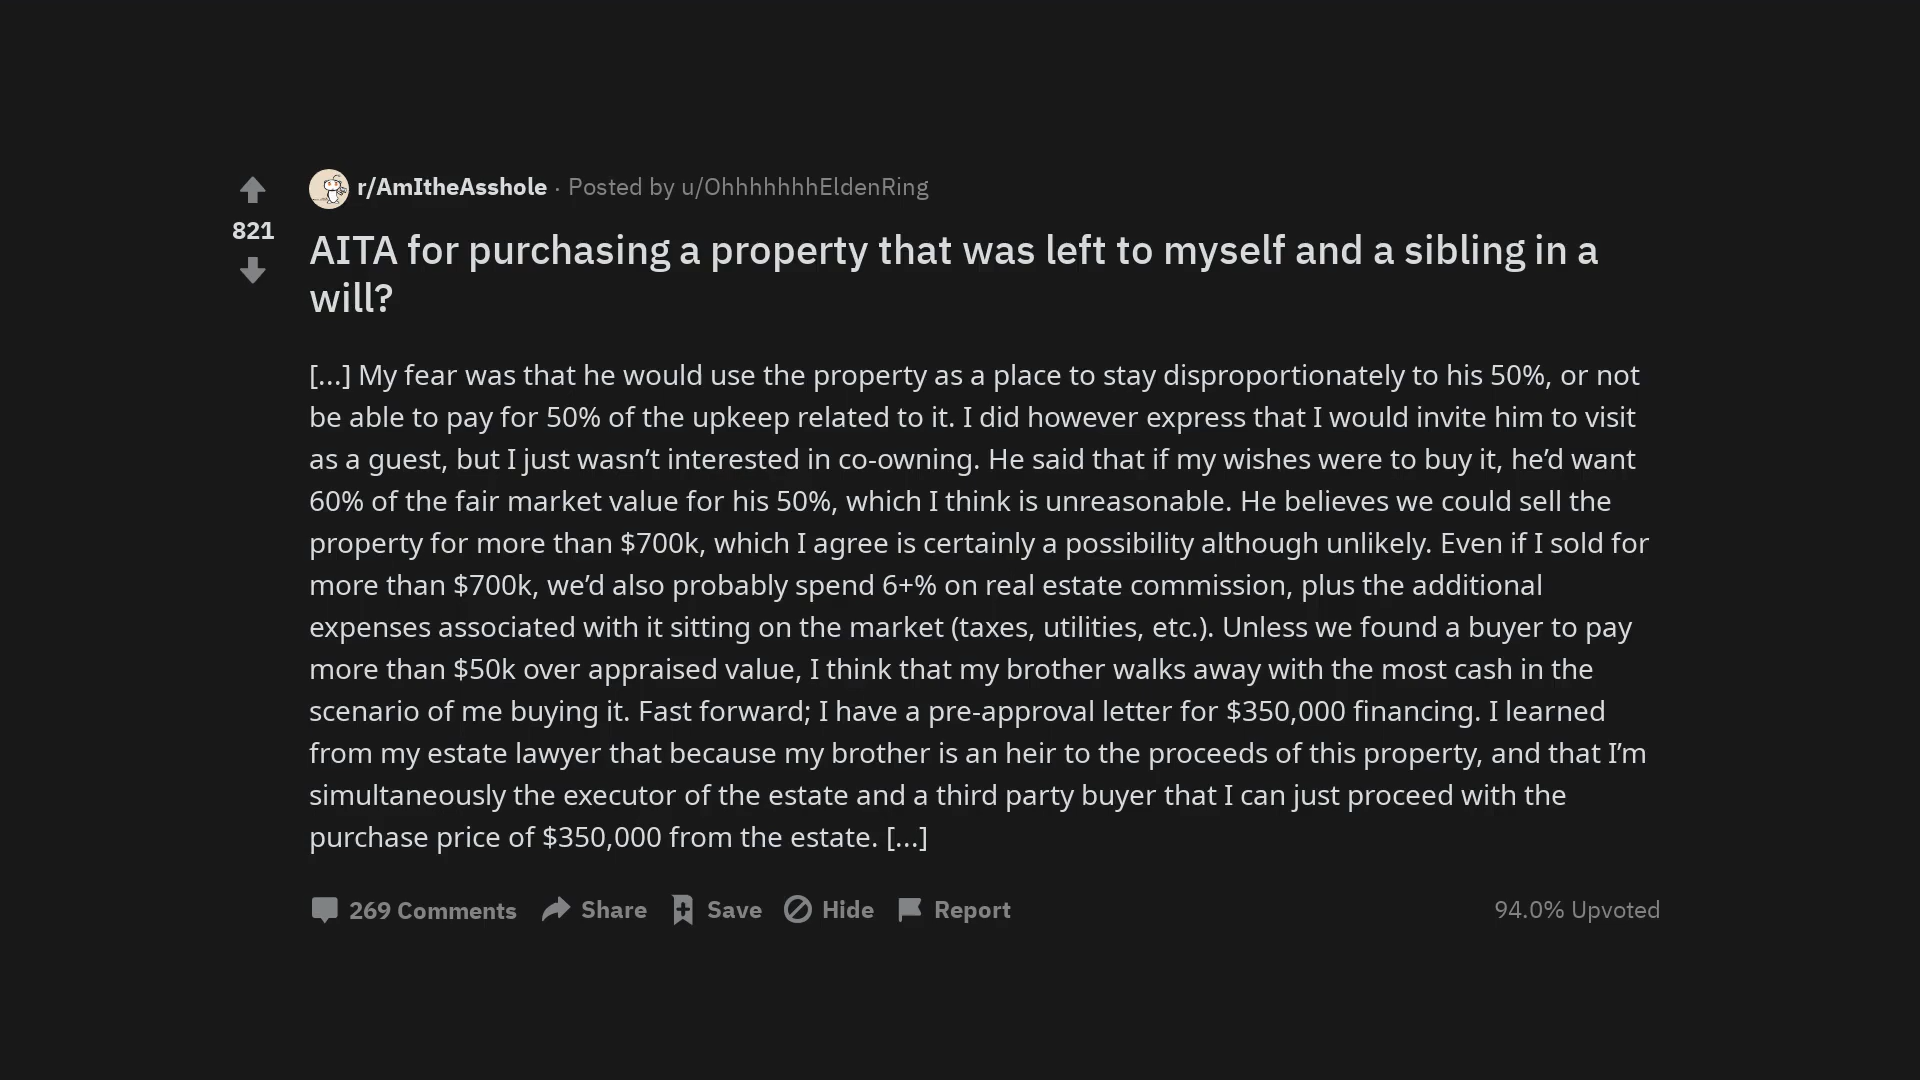 r/AmItheAsshole · Posted by u/OhhhhhhhEldenRing
821
AITA for purchasing a property that was left to myself and a sibling in a
will?
[...] My fear was that he would use the property as a place to stay disproportionately to his 50%, or not
be able to pay for 50% of the upkeep related to it. I did however express that I would invite him to visit
as a guest, but I just wasn’t interested in co-owning. He said that if my wishes were to buy it, he’d want
60% of the fair market value for his 50%, which I think is unreasonable. He believes we could sell the
property for more than $700k, which I agree is certainly a possibility although unlikely. Even if I sold for
more than $700k, we’d also probably spend 6+% on real estate commission, plus the additional
expenses associated with it sitting on the market (taxes, utilities, etc.). Unless we found a buyer to pay
more than $50k over appraised value, I think that my brother walks away with the most cash in the
scenario of me buying it. Fast forward; I have a pre-approval letter for $350,000 financing. I learned
from my estate lawyer that because my brother is an heir to the proceeds of this property, and that I’m
simultaneously the executor of the estate and a third party buyer that I can just proceed with the
purchase price of $350,000 from the estate. [...]
269 Comments Share Save Hide Report 94.0% Upvoted